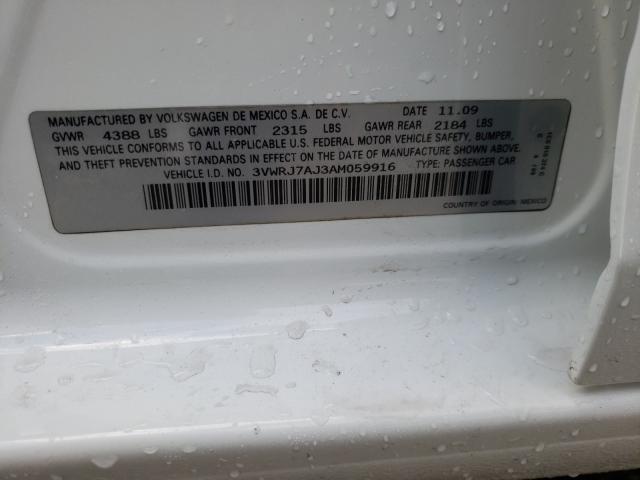 MANUFACTURED BY VOLKSWAGEN DE MEXICO S.A. DE C.V. DATE 11.09
GVWR 4388 LBS GAWR FRONT 2315 LBS GAWR REAR 2184 LBS
THIS VEHICLE CONFORMS TO ALL APPLICABLE U.S. FEDERAL MOTOR VEHICLE SAFETY, BUMPER,
AND THEFT PREVENTION STANDARDS IN EFFECT ON THE DATE OF MANUFACTURE SHOWN ABOVE.
VEHICLE I.D. NO. 3VWRJ7AJ3AM059916 TYPE: PASSENGER CAR
COUNTRY OF ORIGIN: MEXICO